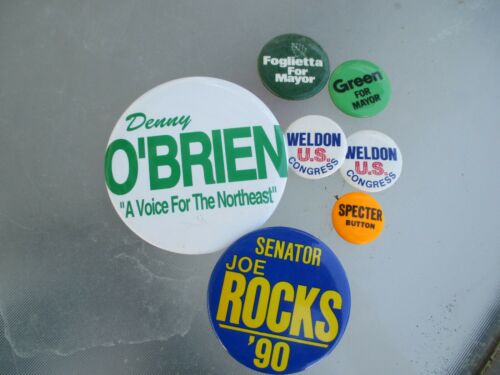 Foglietta
For
Mayor
Green
FOR
MAYOR
Denny
O'BRIEN
"A Voice For The Northeast"
WELDON
U.S.
CONGRESS
WELDON
U.S.
CONGRESS
SPECTER
BUTTON
SENATOR
JOE
ROCKS
'90